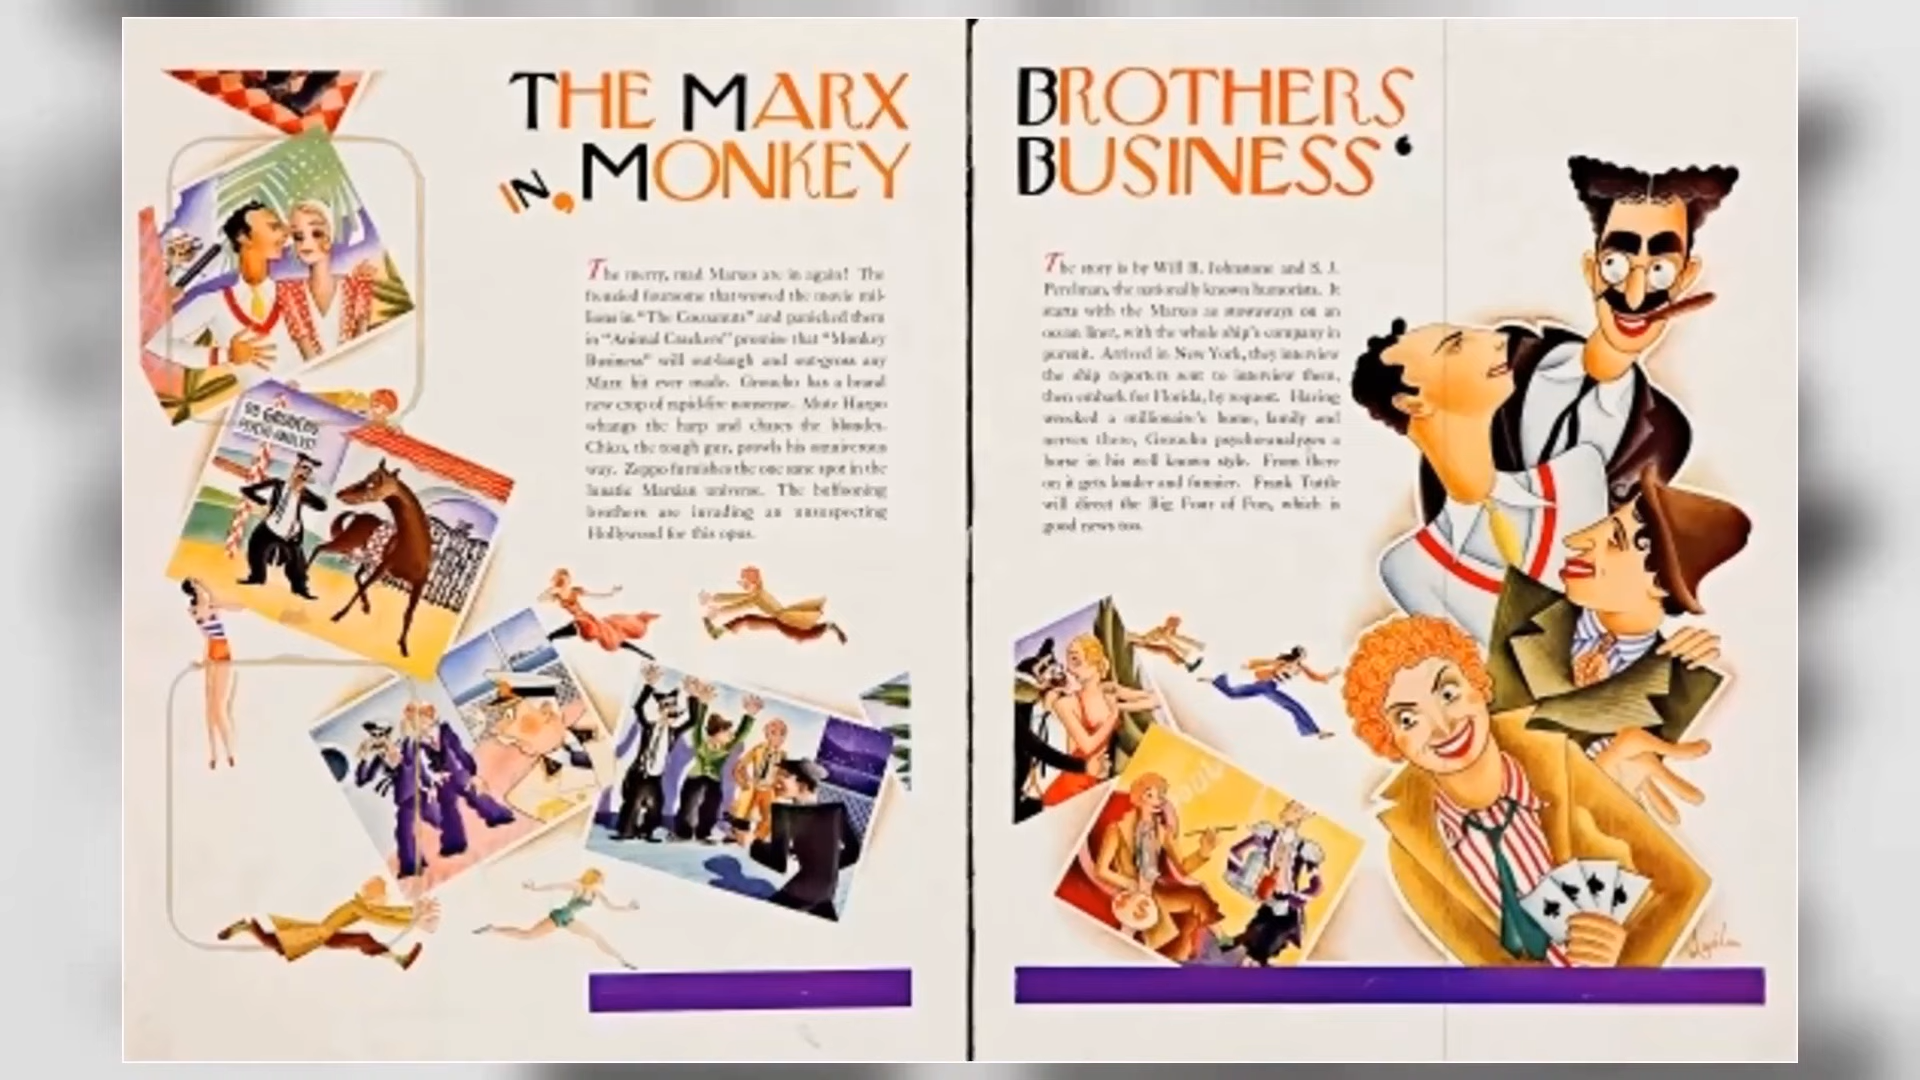 THE MARX BROTHERS
IN, MONKEY BUSINESS‘
The merry, mad Marxes are in again! The
frenzied foursome that wowed the movie mil-
lions in "The Cocoanuts" and panicked them
in "Animal Crackers" promise that "Monkey
Business" will out-laugh and out-gross any
Marx hit ever made. Groucho has a brand
new crop of rapid-fire nonsense. Mute Harpo
whangs the harp and chases the blondes.
Chico, the tough guy, prowls his omnivorous
way. Zeppo furnishes the one sane spot in the
lunatic Marxian universe. The buffooning
brothers are invading an unsuspecting
Hollywood for this opus.
The story is by Will B. Johnstone and S. J.
Perelman, the nationally known humorists. It
starts with the Marxes as stowaways on an
ocean liner, with the whole ship's company in
pursuit. Arrived in New York, they interview
the ship reporters sent to interview them,
then embark for Florida, by request. Having
wrecked a millionaire's home, family and
nerves there, Groucho psychoanalyzes a
horse in his well known style. From there
on it gets louder and funnier. Frank Tuttle
will direct the Big Four of Fun, which is
good news too.